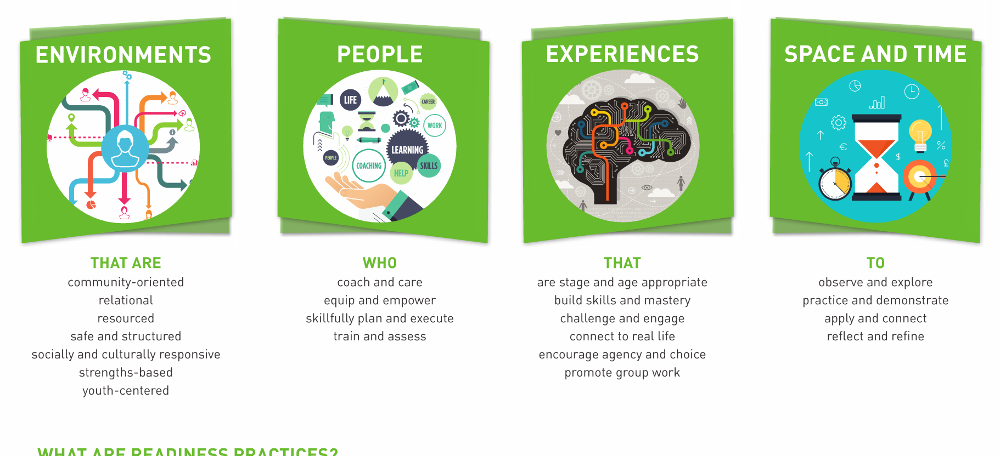 ENVIRONMENTS
THAT ARE
community-oriented
relational
resourced
safe and structured
socially and culturally responsive
strengths-based
youth-centered
PEOPLE
LIFE
CAREER
WORK
LEARNING
PEOPLE
COACHING
SKILLS
HELP
WHO
coach and care
equip and empower
skillfully plan and execute
train and assess
EXPERIENCES
THAT
are stage and age appropriate
build skills and mastery
challenge and engage
connect to real life
encourage agency and choice
promote group work
SPACE AND TIME
€
%
$
£
TO
observe and explore
practice and demonstrate
apply and connect
reflect and refine
WHAT ARE READINESS PRACTICES?